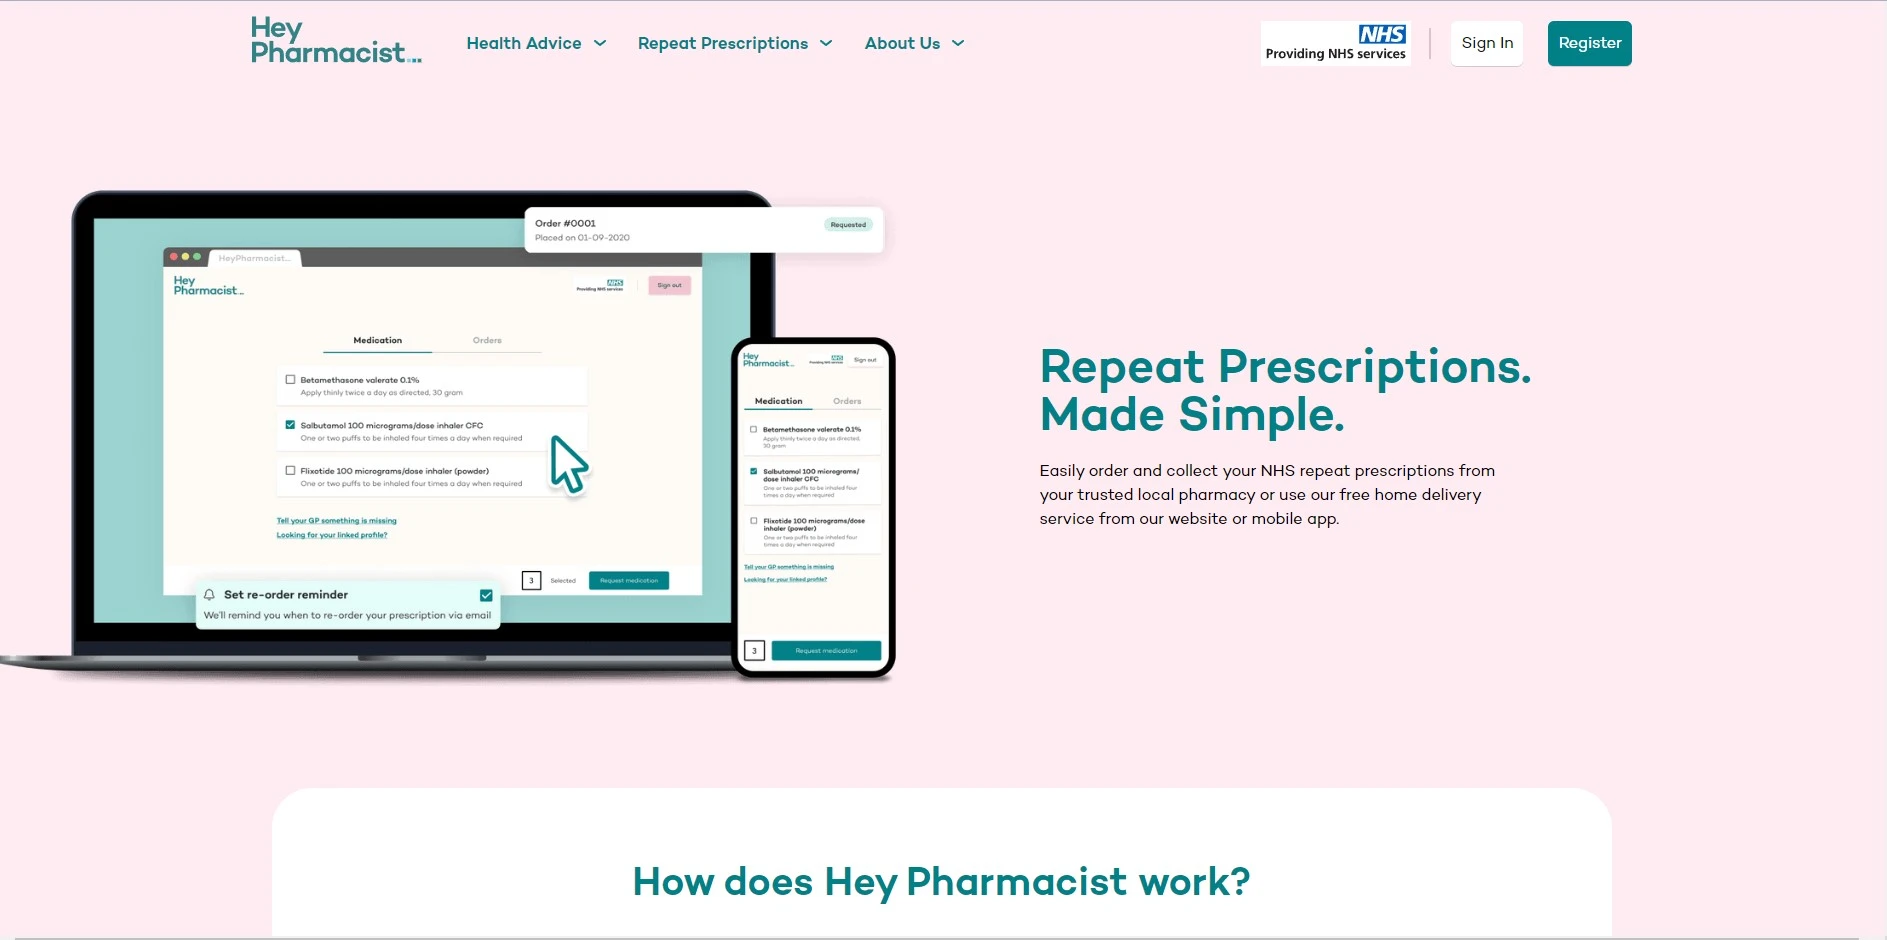 Hey
Pharmacist...
Health Advice
Repeat Prescriptions
About Us
NHS
Providing NHS services
Sign In
Register
Order #0001
Placed on 01-09-2020
Requested
HeyPharmacist...
Hey
Pharmacist...
NHS
Providing NHS services
Sign out
Medication
Orders
Betamethasone valerate 0.1%
Apply thinly twice a day as directed, 30 gram
Salbutamol 100 micrograms/dose inhaler CFC
One or two puffs to be inhaled four times a day when required
Flixotide 100 micrograms/dose inhaler (powder)
One or two puffs to be inhaled four times a day when required
Tell your GP something is missing
Looking for your linked profile?
3
Selected
Request medication
Set re-order reminder
We'll remind you when to re-order your prescription via email
Hey
Pharmacist...
NHS
Providing NHS services
Sign out
Medication
Orders
Betamethasone valerate 0.1%
Apply thinly twice a day as directed,
30 gram
Salbutamol 100 micrograms/
dose inhaler CFC
One or two puffs to be inhaled four
times a day when required
Flixotide 100 micrograms/dose
inhaler (powder)
One or two puffs to be inhaled four
times a day when required
Tell your GP something is missing
Looking for your linked profile?
3
Request medication
Repeat Prescriptions.
Made Simple.
Easily order and collect your NHS repeat prescriptions from
your trusted local pharmacy or use our free home delivery
service from our website or mobile app.
How does Hey Pharmacist work?